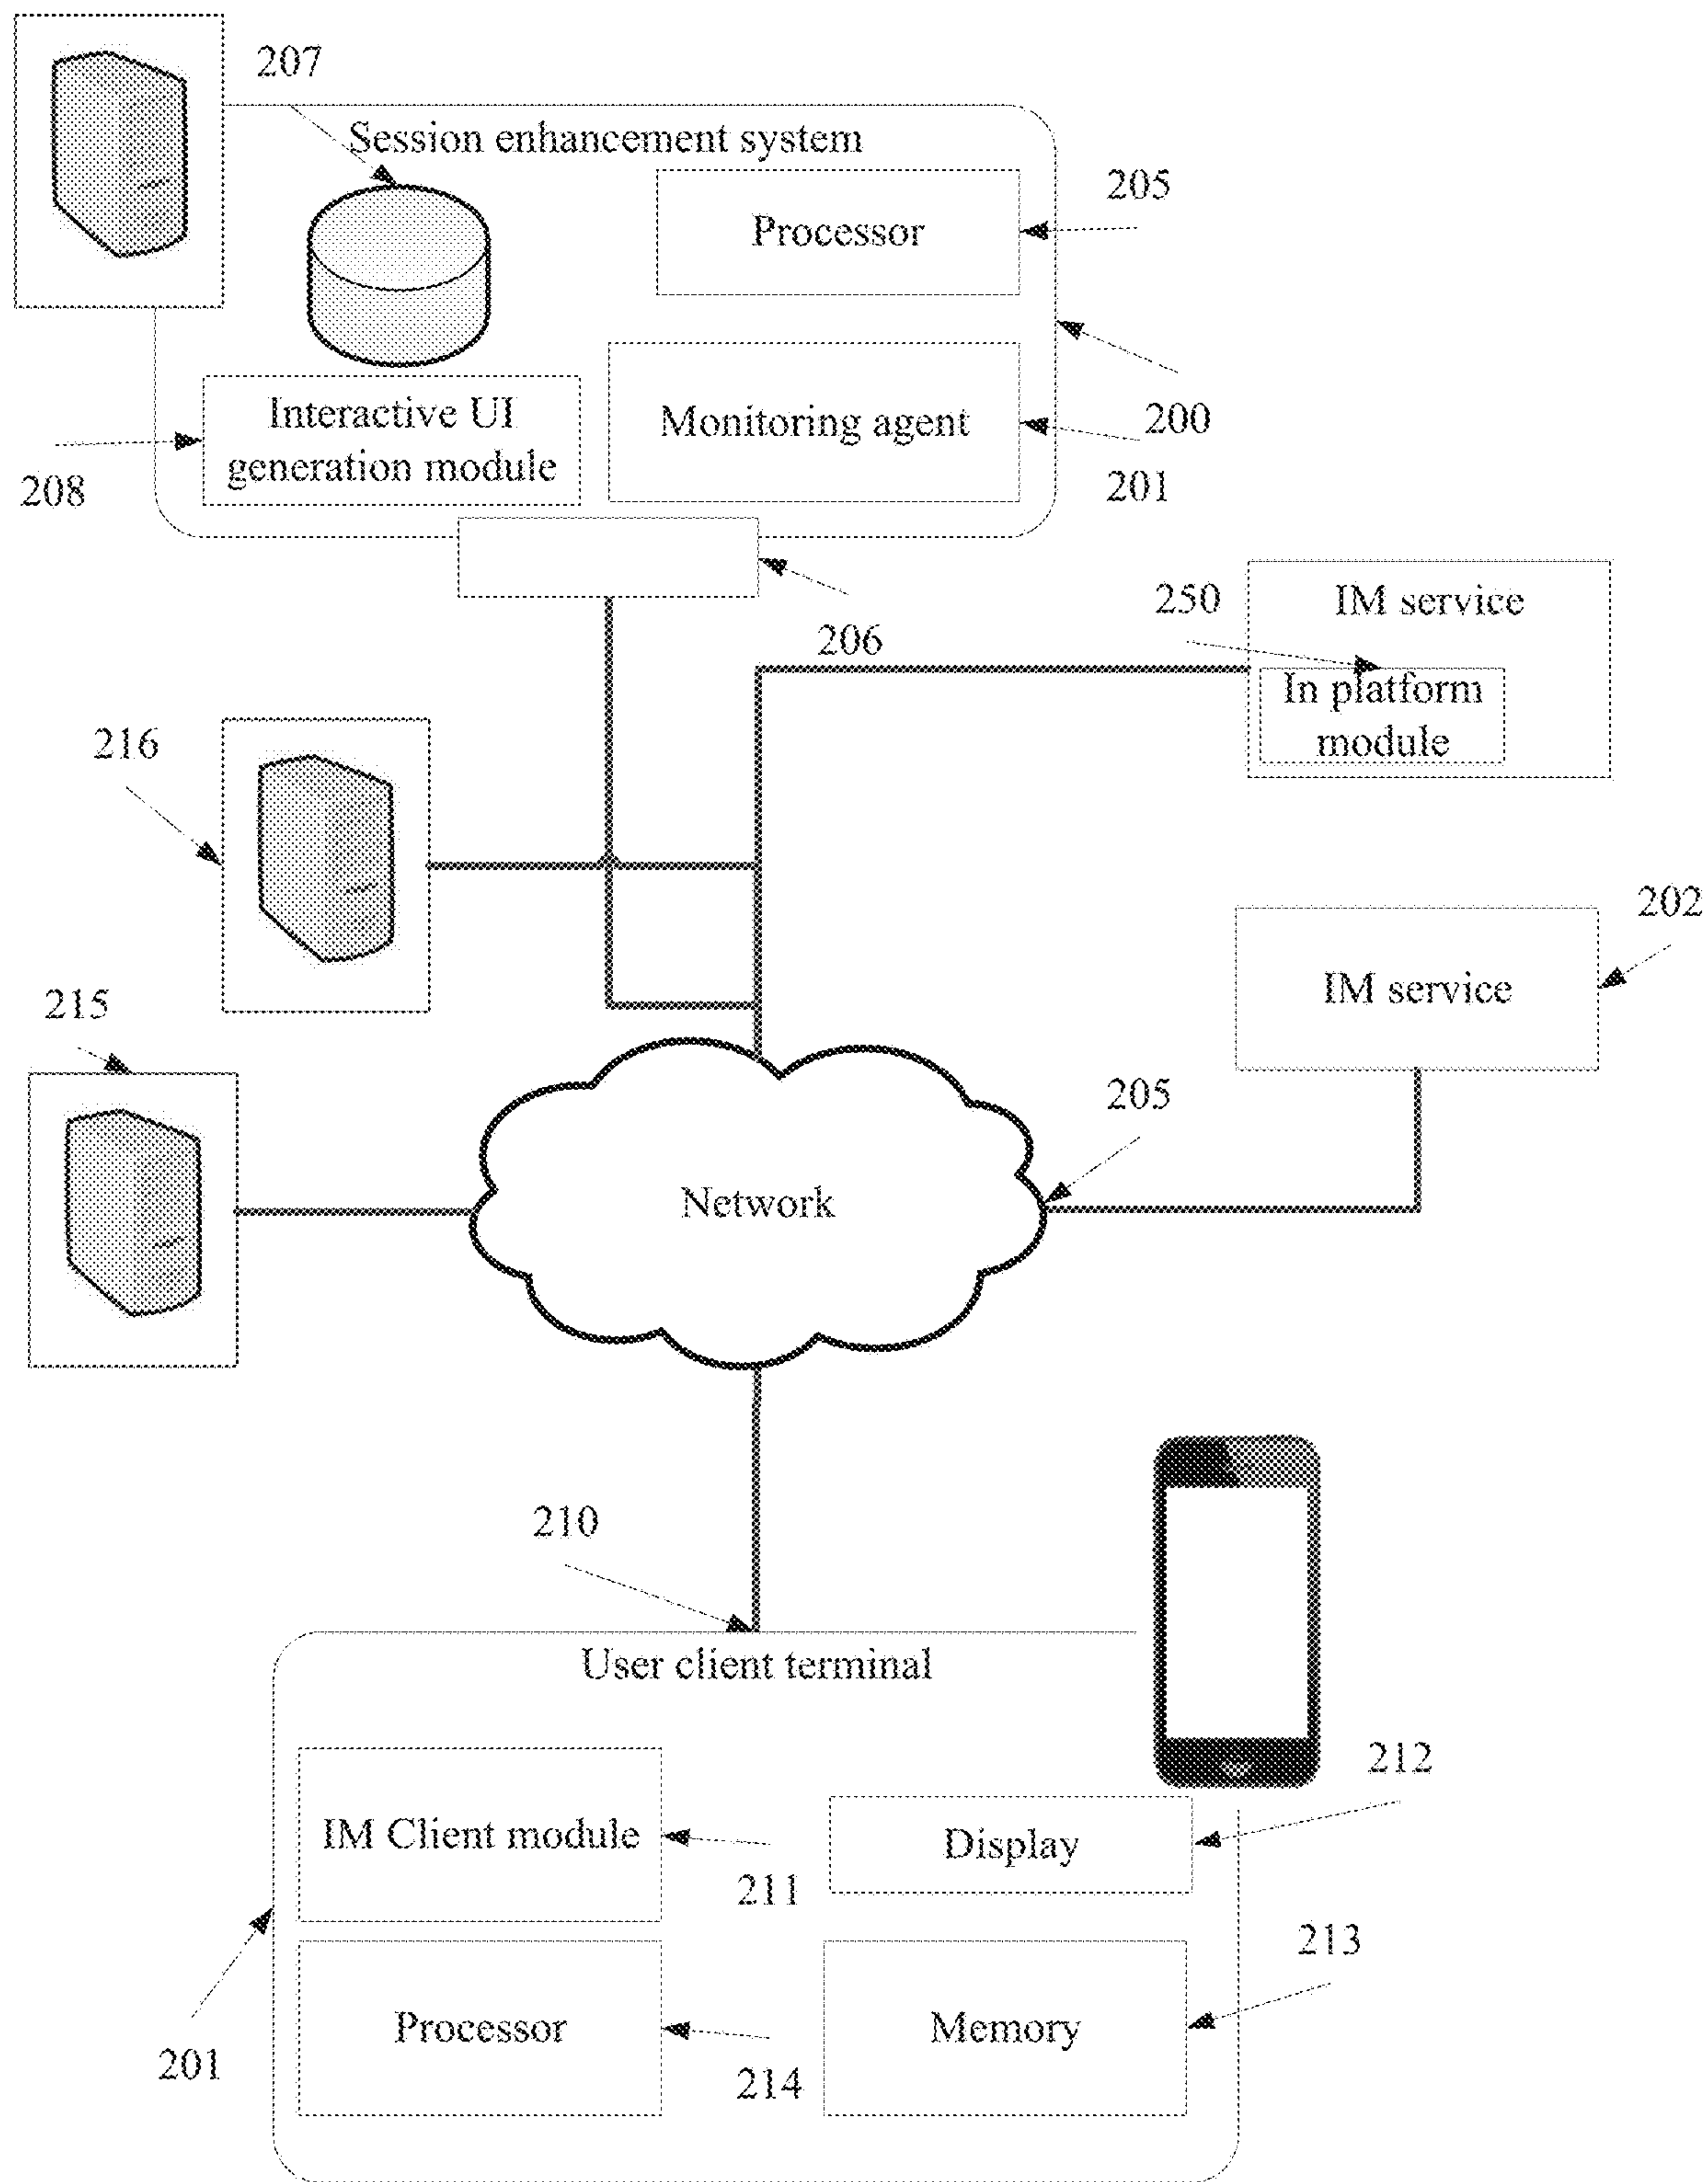 207
Session enhancement system
205
Processor
Interactive UI
generation module
Monitoring agent
200
208
201
206
250
IM service
In platform
module
216
202
IM service
215
205
Network
210
User client terminal
212
IM Client module
Display
211
213
Processor
Memory
201
214